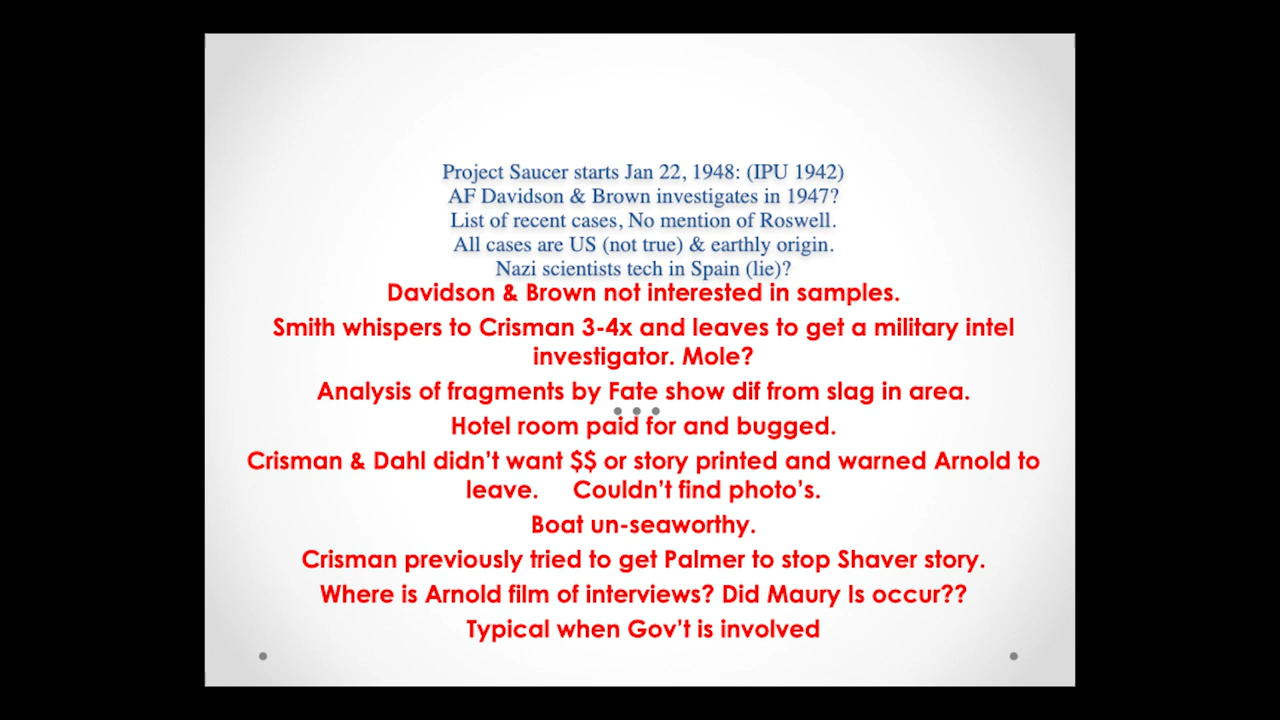 Project Saucer starts Jan 22, 1948: (IPU 1942)
AF Davidson & Brown investigates in 1947?
List of recent cases, No mention of Roswell.
All cases are US (not true) & earthly origin.
Nazi scientists tech in Spain (lie)?
Davidson & Brown not interested in samples.
Smith whispers to Crisman 3-4x and leaves to get a military intel
investigator. Mole?
Analysis of fragments by Fate show dif from slag in area.
Hotel room paid for and bugged.
Crisman & Dahl didn’t want $$ or story printed and warned Arnold to
leave. Couldn’t find photo’s.
Boat un-seaworthy.
Crisman previously tried to get Palmer to stop Shaver story.
Where is Arnold film of interviews? Did Maury Is occur??
Typical when Gov’t is involved